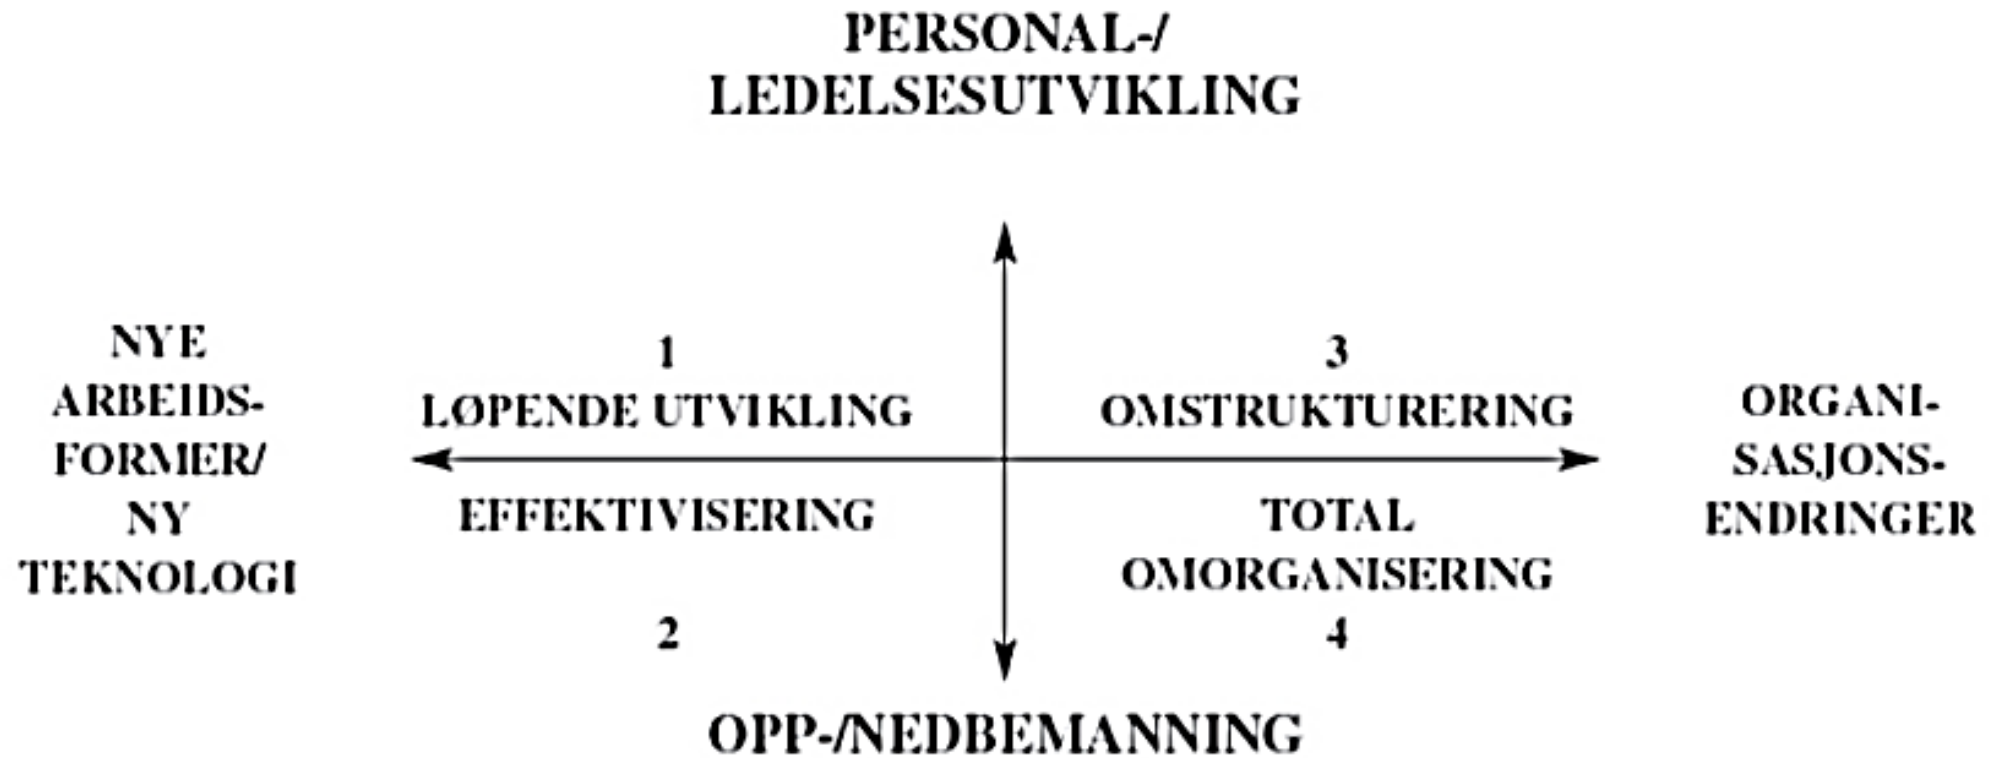 PERSONAL-/
LEDELSESUTVIKLING
NYE
ARBEIDS-
FORMER/
NY
TEKNOLOGI
1
LØPENDE UTVIKLING
3
OMSTRUKTURERING
ORGANI-
SASJONS-
ENDRINGER
EFFEKTIVISERING
2
TOTAL
OMORGANISERING
4
OPP-/NEDBEMANNING